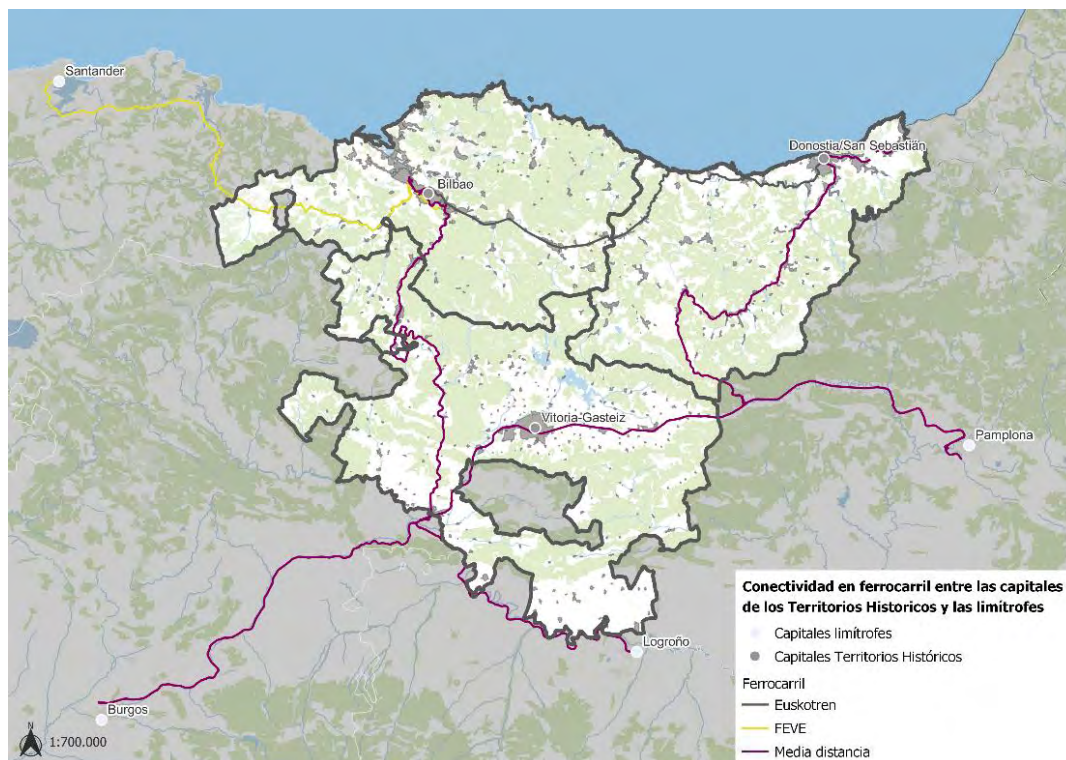 Santander
Donostia/San Sebastián
Bilbao
Vitoria-Gasteiz
Pamplona
Logroño
Burgos
N
1:700.000
Conectividad en ferrocarril entre las capitales
de los Territorios Historicos y las limítrofes
Capitales limítrofes
Capitales Territorios Históricos
Ferrocarril
Euskotren
FEVE
Media distancia